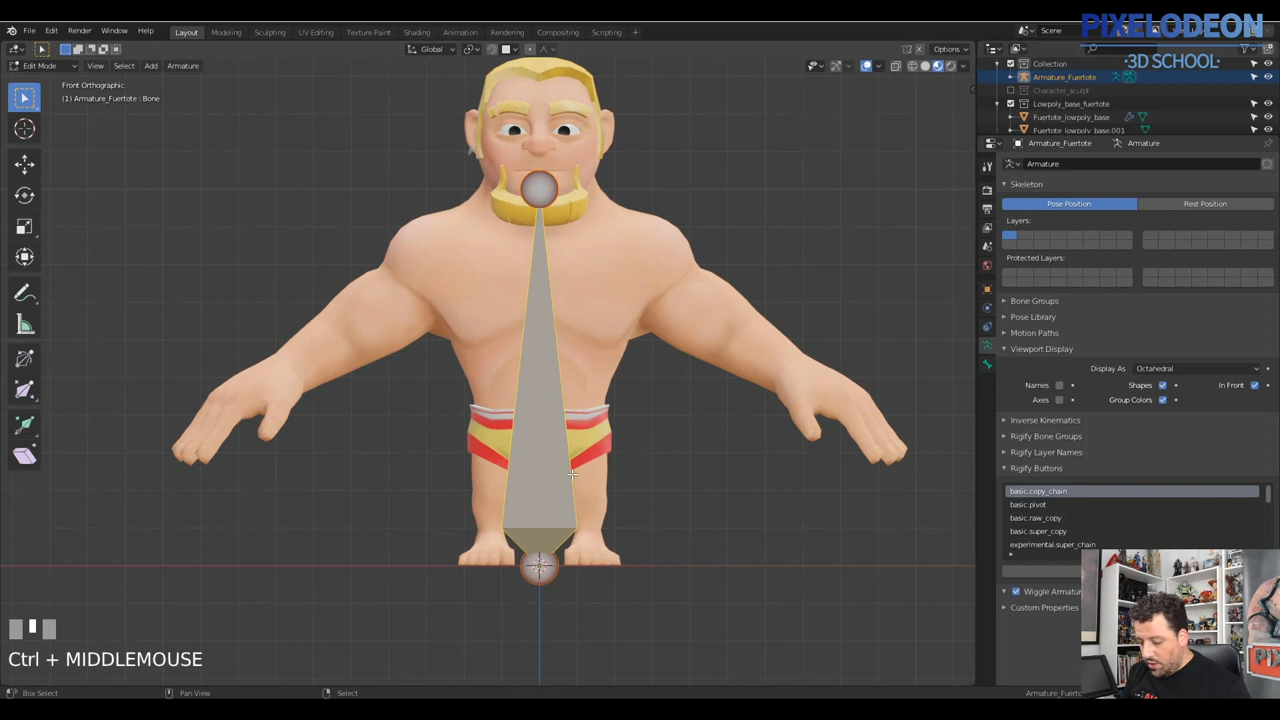 File Edit Render Window Help Layout Modeling Sculpting UV Editing Texture Paint Shading Animation Rendering Compositing Scripting + Scene
PIXELODEON
·3D SCHOOL·
Global Options
Edit Mode View Select Add Armature
Front Orthographic
(1) Armature_Fuertote : Bone
Collection
Armature_Fuertote
Character_sculpt
Lowpoly_base_fuertote
Fuertote_lowpoly_base
Fuertote_lowpoly_base.001
Armature_Fuertote Armature
Armature
Skeleton
Pose Position Rest Position
Layers:
Protected Layers:
Bone Groups
Pose Library
Motion Paths
Viewport Display
Display As Octahedral
Names Shapes In Front
Axes Group Colors
Inverse Kinematics
Rigify Bone Groups
Rigify Layer Names
Rigify Buttons
basic.copy_chain
basic.pivot
basic.raw_copy
basic.super_copy
experimental.super_chain
Wiggle Armatur
Custom Properties
Ctrl + MIDDLEMOUSE
Box Select Pan View Select Armature_Fuerto